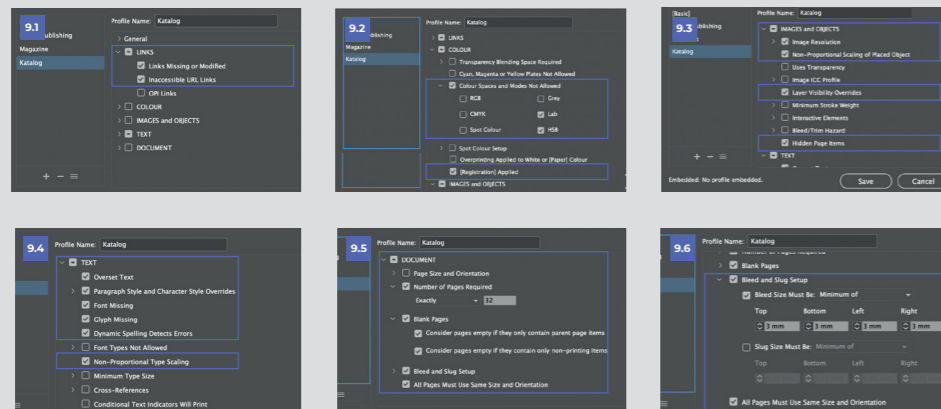 9.1
ublishing
Magazine
Katalog
Profile Name: Katalog
General
LINKS
Links Missing or Modified
Inaccessible URL Links
OPI Links
COLOUR
IMAGES and OBJECTS
TEXT
DOCUMENT
9.2
ublishing
Magazine
Katalog
Profile Name: Katalog
LINKS
COLOUR
Transparency Blending Space Required
Cyan, Magenta or Yellow Plates Not Allowed
Colour Spaces and Modes Not Allowed
RGB Grey
CMYK Lab
Spot Colour HSB
Spot Colour Setup
Overprinting Applied to White or [Paper] Colour
[Registration] Applied
IMAGES and OBJECTS
9.3
[Basic]
ublishing
Katalog
Profile Name: Katalog
IMAGES and OBJECTS
Image Resolution
Non-Proportional Scaling of Placed Object
Uses Transparency
Image ICC Profile
Layer Visibility Overrides
Minimum Stroke Weight
Interactive Elements
Bleed/Trim Hazard
Hidden Page Items
TEXT
Embedded: No profile embedded.
Save Cancel
9.4
Profile Name: Katalog
TEXT
Overset Text
Paragraph Style and Character Style Overrides
Font Missing
Glyph Missing
Dynamic Spelling Detects Errors
Font Types Not Allowed
Non-Proportional Type Scaling
Minimum Type Size
Cross-References
Conditional Text Indicators Will Print
9.5
Profile Name: Katalog
DOCUMENT
Page Size and Orientation
Number of Pages Required
Exactly 32
Blank Pages
Consider pages empty if they only contain parent page items
Consider pages empty if they contain only non-printing items
Bleed and Slug Setup
All Pages Must Use Same Size and Orientation
9.6
Profile Name: Katalog
Blank Pages
Bleed and Slug Setup
Bleed Size Must Be: Minimum of
Top Bottom Left Right
3 mm 3 mm 3 mm 3 mm
Slug Size Must Be: Minimum of
Top Bottom Left Right
All Pages Must Use Same Size and Orientation